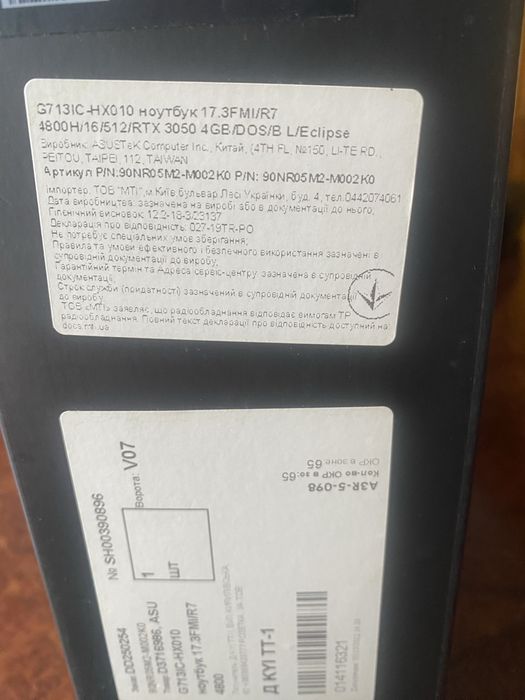 G713IC-HX010 ноутбук 17.3FMI/R7
4800H/16/512/RTX 3050 4GB/DOS/B L/Eclipse
Виробник: ASUSTeK Computer Inc., Китай, (4TH FL, №150, LI-TE RD.,
PEITOU, TAIPEI, 112, TAIWAN
Артикул P/N:90NR05M2-M002K0 P/N: 90NR05M2-M002K0
Імпортер: ТОВ "МТІ", м.Київ, бульвар Лесі Українки, буд. 4, тел.0442074061
Дата виробництва: зазначена на виробі або в документації до нього.
Гігієнічний висновок: 12.2-18-3/23137
Декларація про відповідність: 027-19TR-PO
Не потребує спеціальних умов зберігання;
Правила та умови ефективного і безпечного використання зазначені в
супровідній документації до виробу.
Гарантійний термін та Адреса сервіс-центру: зазначена в супровідній
документації.
Строк служби (придатності) зазначений в супровідній документації
до виробу.
ТОВ «МТІ» заявляє, що радіообладнання відповідає вимогам ТР
радіообладнання. Повний текст декларації про відповідність доступний на:
docs.mti.ua
№ SH00390896
Ворота: V07
1
ШТ
Кол-во ОКР в зо:65
ОКР в зоне 65
A3R-5-098
Заказ: DD250254
90NR05M2-M002K0
Товар: D3716986, ASU
G713IC-HX010
ноутбук 17.3FMI/R7
4800
Д КУІ ТТ-1
014116321